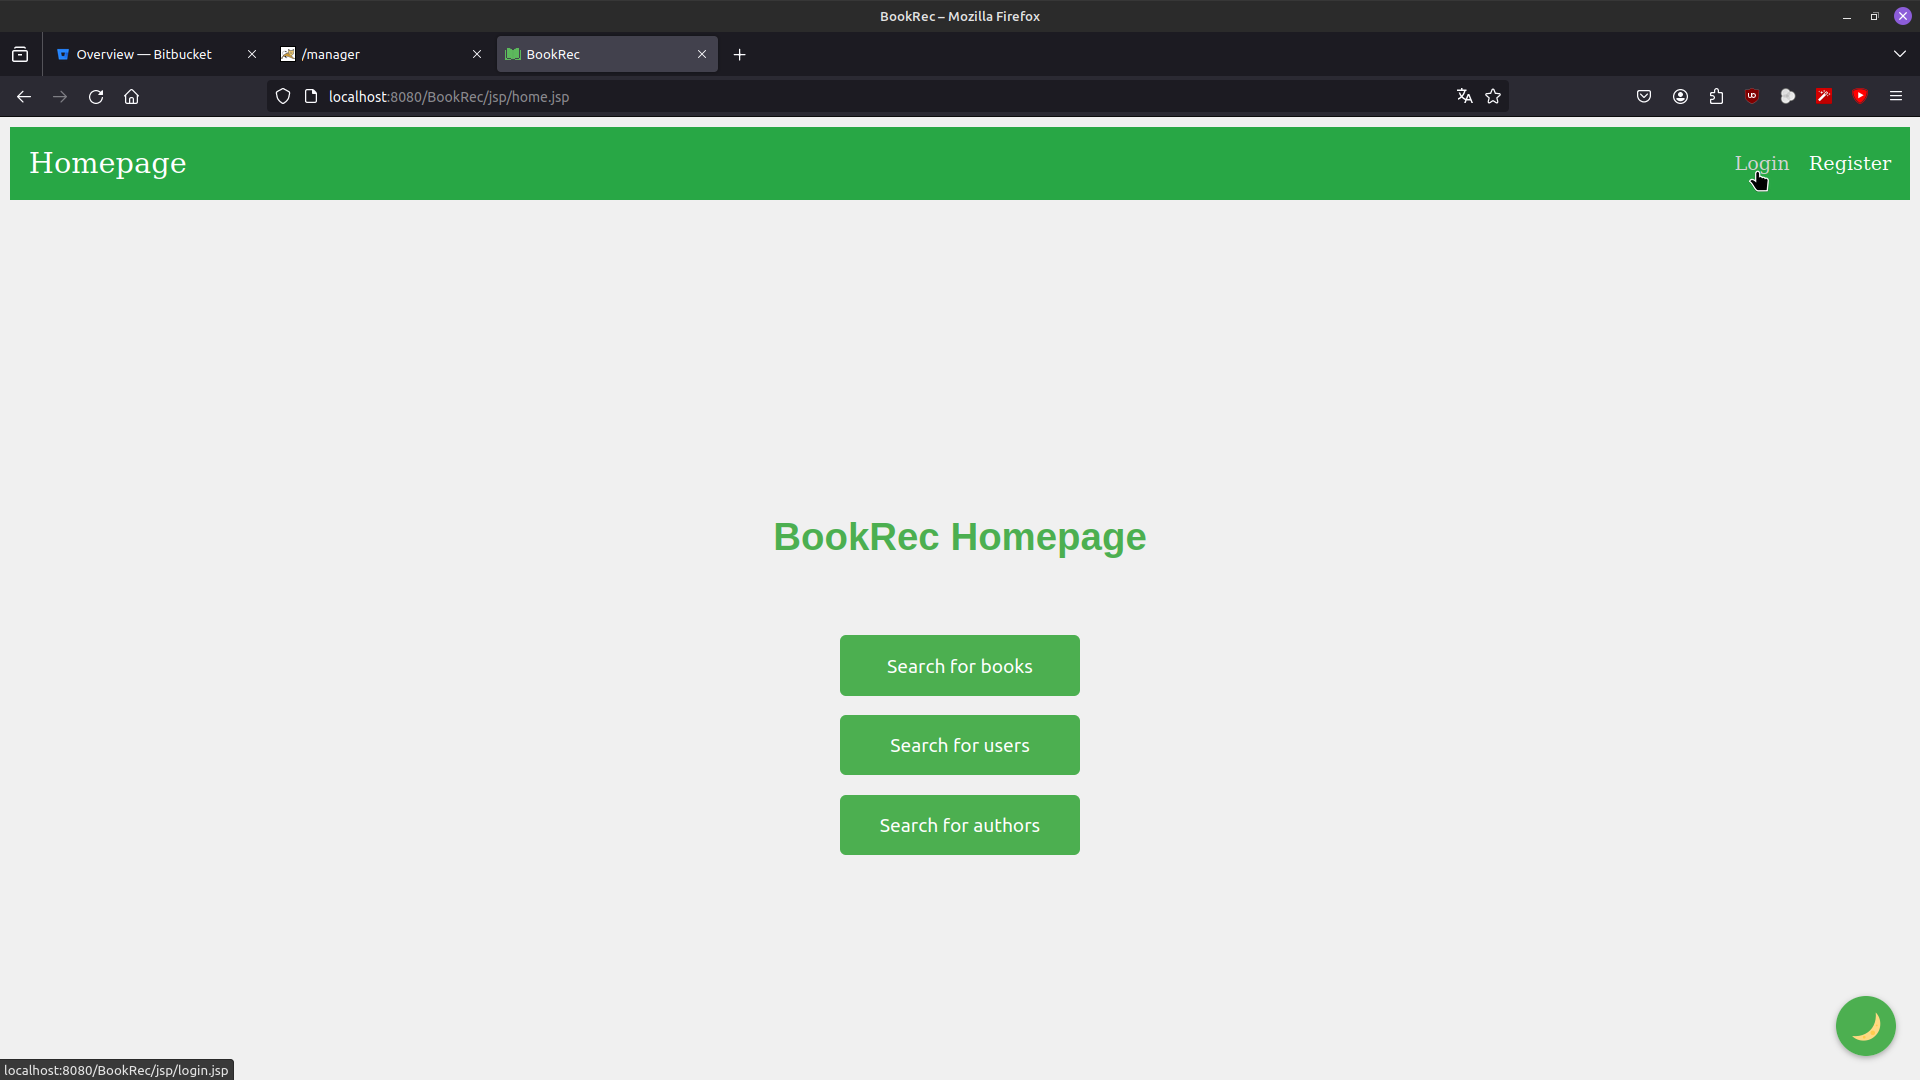 BookRec – Mozilla Firefox
Overview — Bitbucket
/manager
BookRec
localhost:8080/BookRec/jsp/home.jsp
Homepage
Login
Register
BookRec Homepage
Search for books
Search for users
Search for authors
localhost:8080/BookRec/jsp/login.jsp